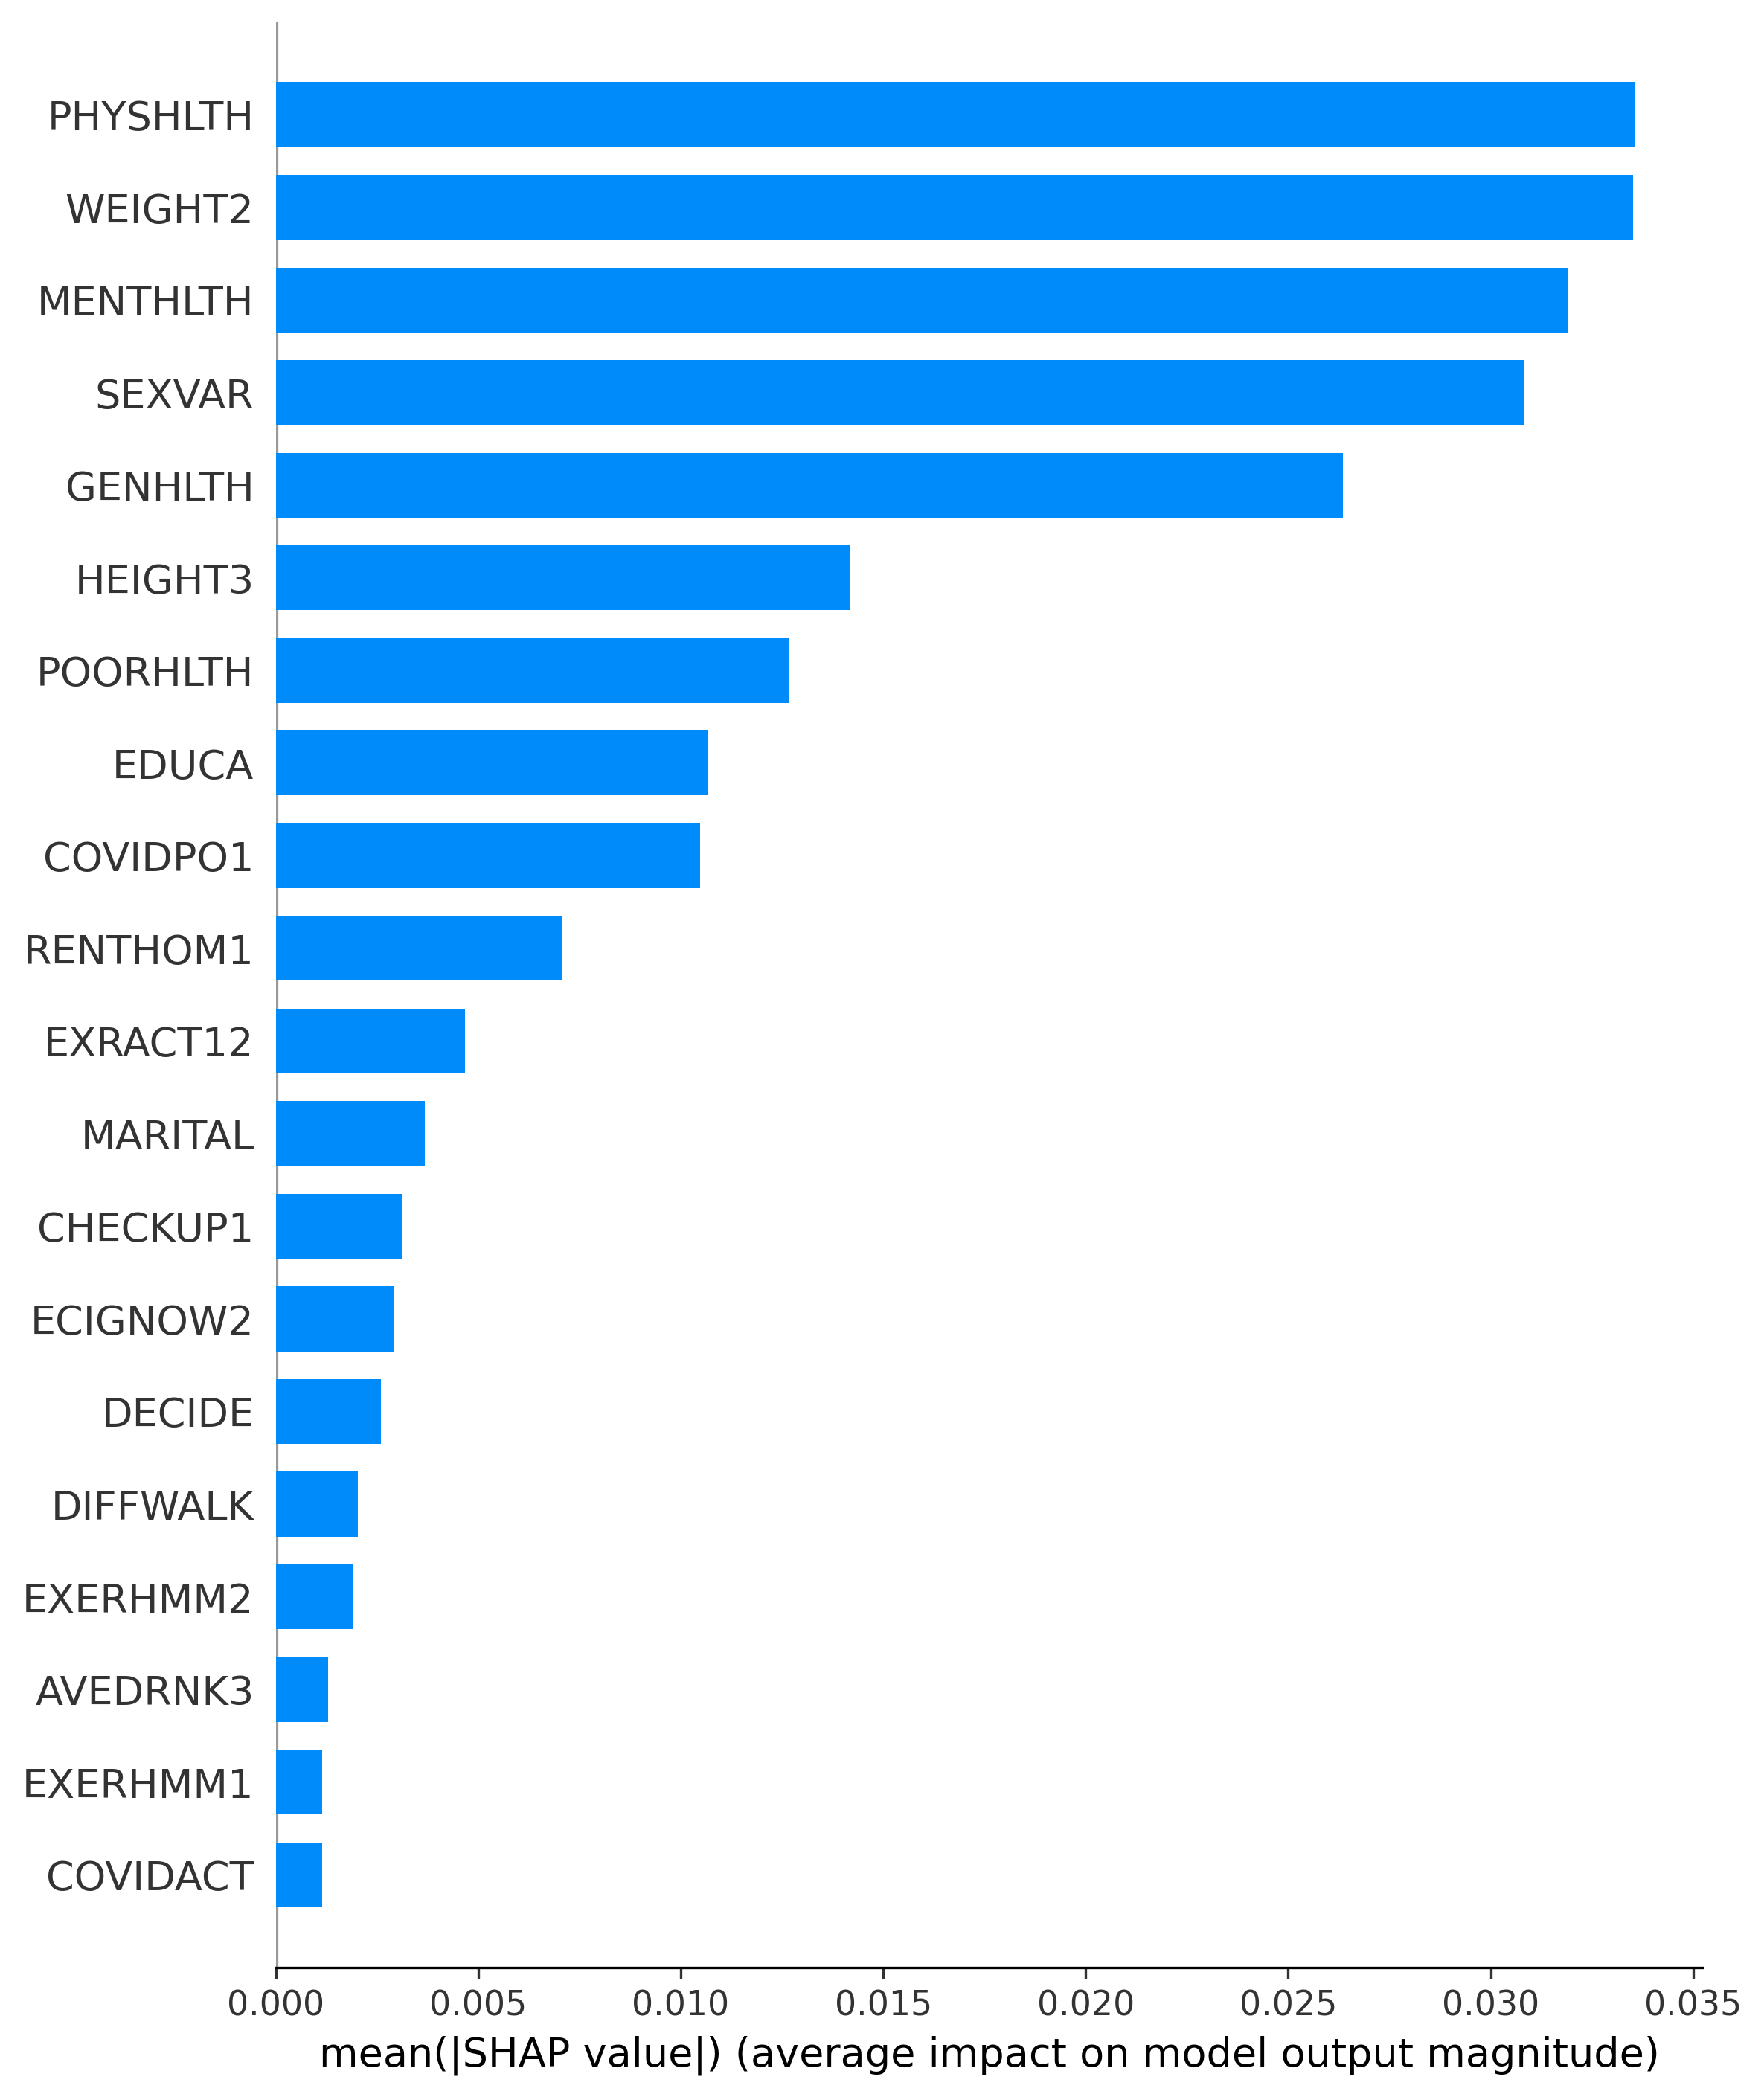 PHYSHLTH
WEIGHT2
MENTHLTH
SEXVAR
GENHLTH
HEIGHT3
POORHLTH
EDUCA
COVIDPO1
RENTHOM1
EXRACT12
MARITAL
CHECKUP1
ECIGNOW2
DECIDE
DIFFWALK
EXERHMM2
AVEDRNK3
EXERHMM1
COVIDACT
0.000 0.005 0.010 0.015 0.020 0.025 0.030 0.035
mean(|SHAP value|) (average impact on model output magnitude)